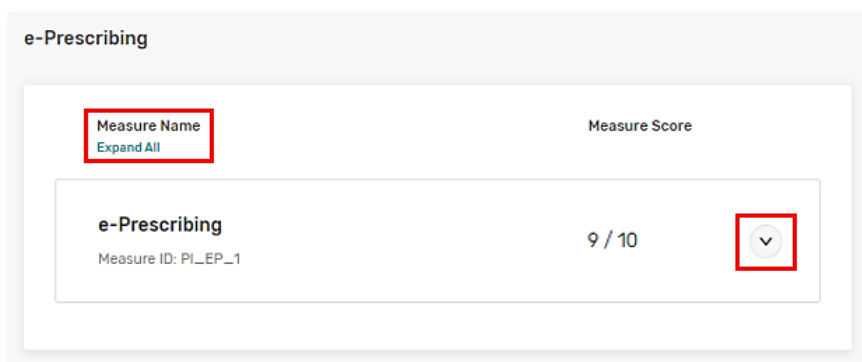 e-Prescribing
Measure Name
Measure Score
Expand All
e-Prescribing
9 / 10
Measure ID: PI_EP_1